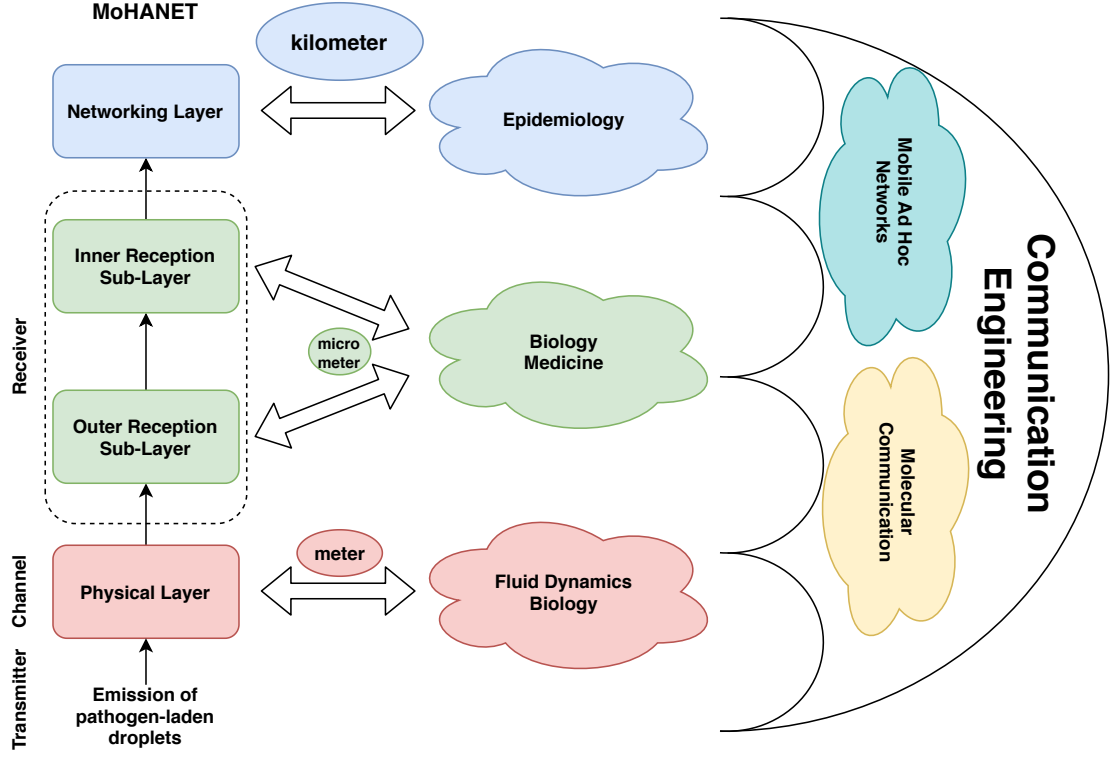 MoHANET
kilometer
Networking Layer
Epidemiology
Mobile Ad Hoc
Networks
Inner Reception
Sub-Layer
Receiver
micro
meter
Biology
Medicine
Communication
Engineering
Outer Reception
Sub-Layer
Molecular
Communication
meter
Channel
Physical Layer
Fluid Dynamics
Biology
Transmitter
Emission of
pathogen-laden
droplets